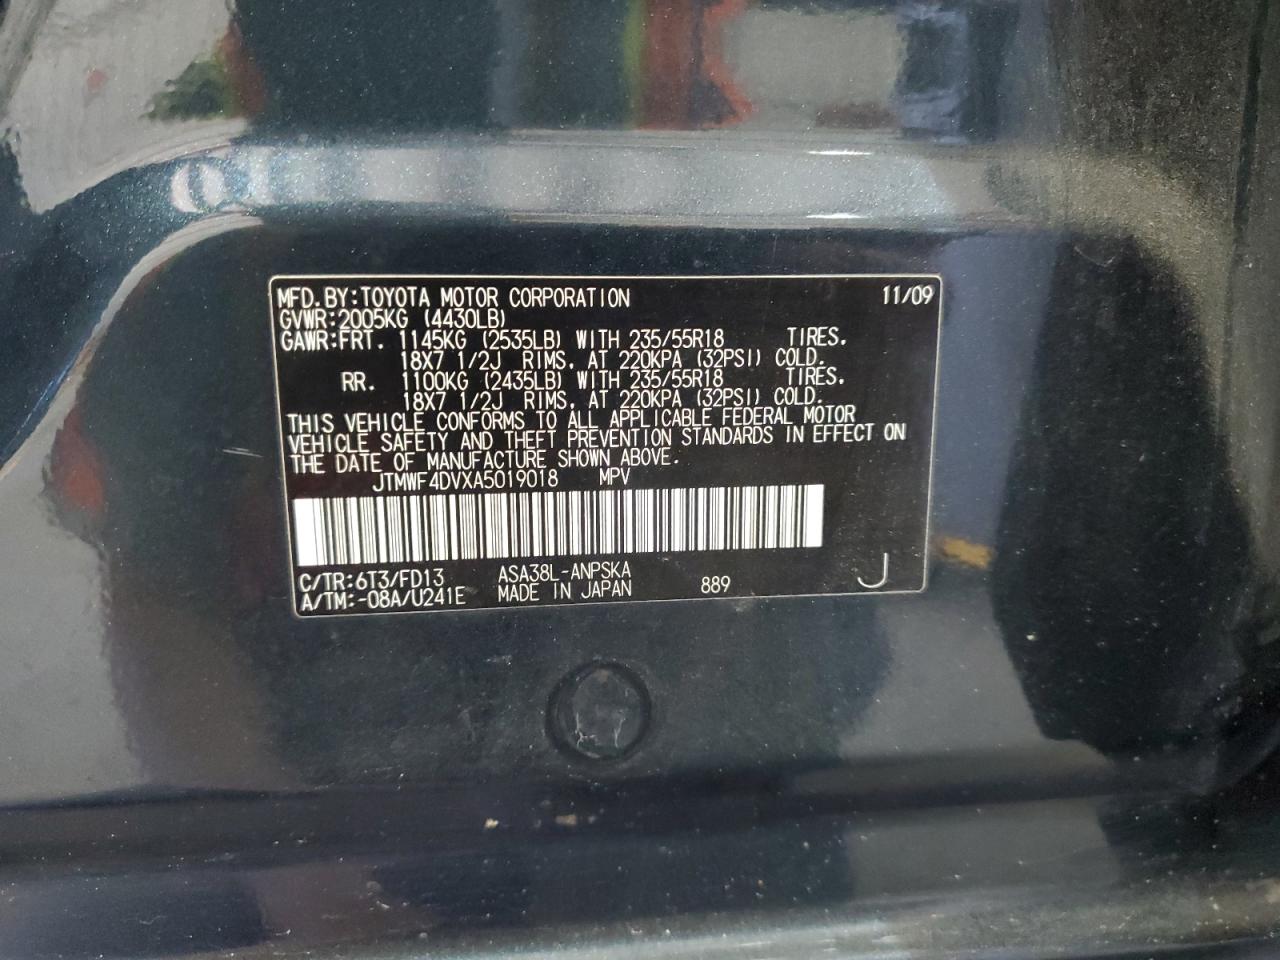 MFD.BY:TOYOTA MOTOR CORPORATION 11/09
GVWR:2005KG (4430LB)
GAWR:FRT. 1145KG (2535LB) WITH 235/55R18 TIRES.
18X7 1/2J RIMS, AT 220KPA (32PSI) COLD.
RR. 1100KG (2435LB) WITH 235/55R18 TIRES.
18X7 1/2J RIMS, AT 220KPA (32PSI) COLD.
THIS VEHICLE CONFORMS TO ALL APPLICABLE FEDERAL MOTOR
VEHICLE SAFETY AND THEFT PREVENTION STANDARDS IN EFFECT ON
THE DATE OF MANUFACTURE SHOWN ABOVE.
JTMWF4DVXA5019018 MPV
C/TR:6T3/FD13 ASA38L-ANPSKA
A/TM:-08A/U241E MADE IN JAPAN 889 J